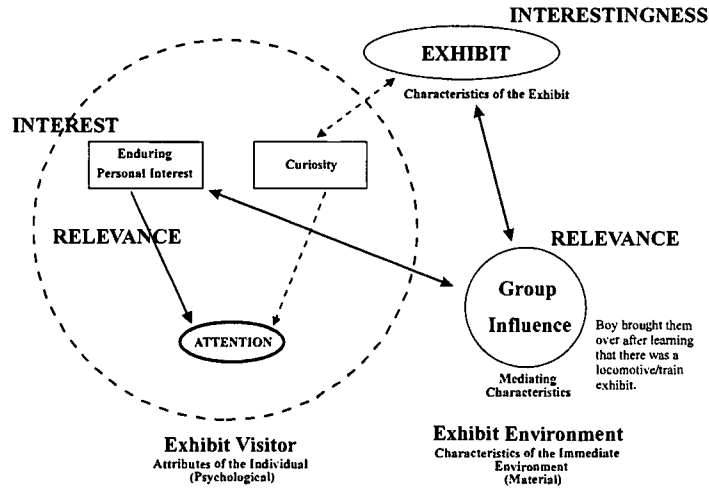 INTERESTINGNESS
EXHIBIT
Characteristics of the Exhibit
INTEREST
Enduring
Personal Interest
Curiosity
RELEVANCE
RELEVANCE
Group
Influence
ATTENTION
Boy brought them
over after learning
that there was a
locomotive/train
exhibit.
Mediating
Characteristics
Exhibit Visitor
Attributes of the Individual
(Psychological)
Exhibit Environment
Characteristics of the Immediate
Environment
(Material)